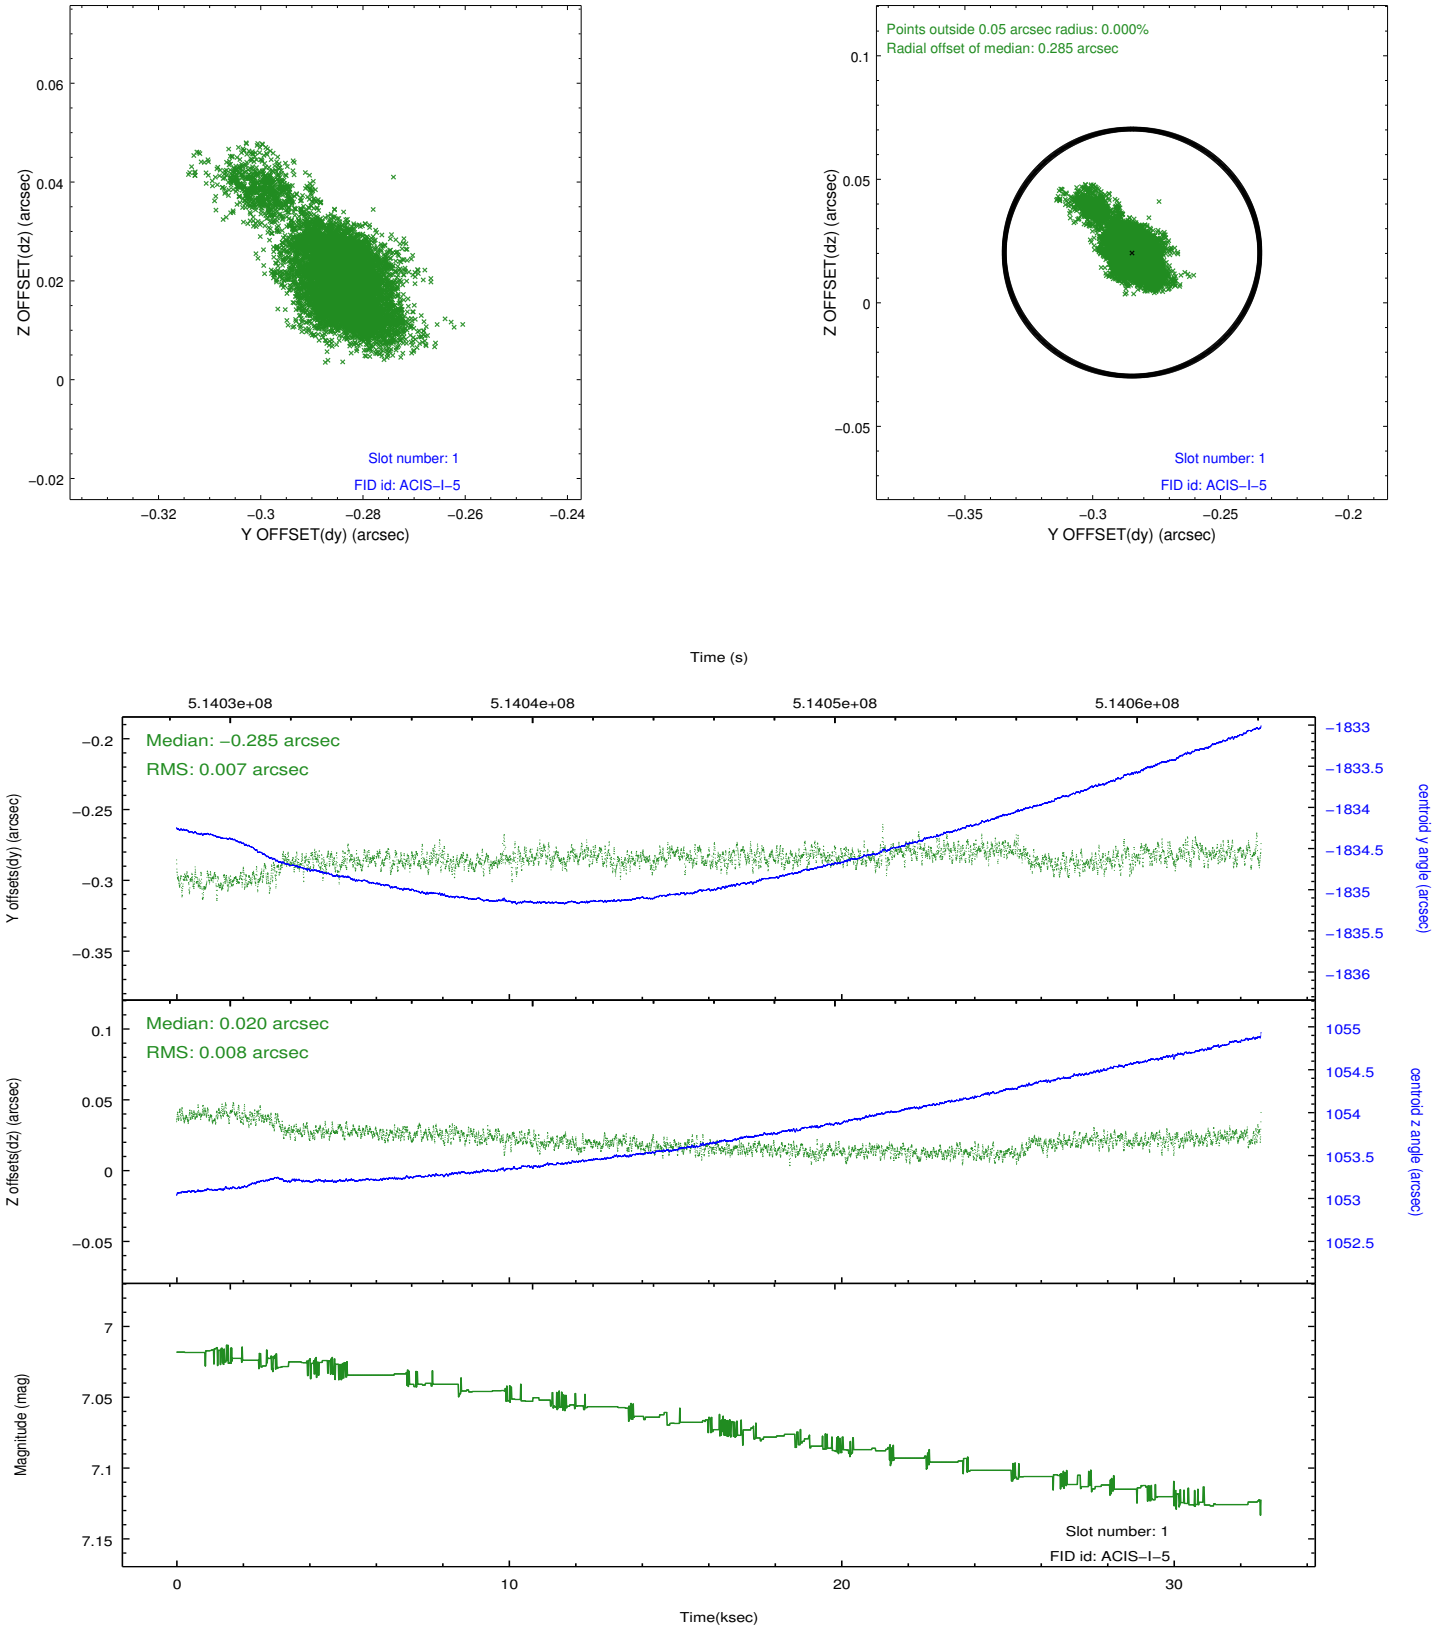 0.06
0.04
0.02
0
−0.02
Z OFFSET(dz) (arcsec)
Slot number: 1
FID id: ACIS−I−5
−0.32
−0.3
−0.28
−0.26
−0.24
Y OFFSET(dy) (arcsec)
Points outside 0.05 arcsec radius: 0.000%
Radial offset of median: 0.285 arcsec
0.1
0.05
0
−0.05
Z OFFSET(dz) (arcsec)
Slot number: 1
FID id: ACIS−I−5
−0.35
−0.3
−0.25
−0.2
Y OFFSET(dy) (arcsec)
Time (s)
5.1403e+08
5.1404e+08
5.1405e+08
5.1406e+08
Median: −0.285 arcsec
RMS: 0.007 arcsec
−0.2
−0.25
−0.3
−0.35
Y offsets(dy) (arcsec)
−1833
−1833.5
−1834
−1834.5
−1835
−1835.5
−1836
centroid y angle (arcsec)
Median: 0.020 arcsec
RMS: 0.008 arcsec
0.1
0.05
0
−0.05
Z offsets(dz) (arcsec)
1055
1054.5
1054
1053.5
1053
1052.5
centroid z angle (arcsec)
7
7.05
7.1
7.15
Magnitude (mag)
Slot number: 1
FID id: ACIS−I−5
0
10
20
30
Time(ksec)